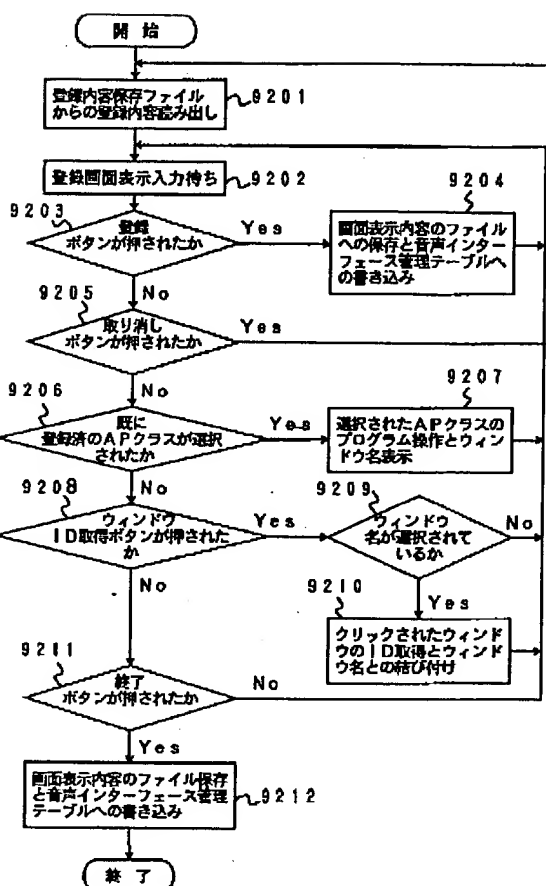 開 始
登録内容保存ファイル
からの登録内容読み出し
9201
登録画面表示入力待ち
9202
9203
登録
ボタンが押されたか
Yes
9204
画面表示内容のファイル
への保存と音声インター
フェース管理テーブルへ
の書き込み
No
9205
取り消し
ボタンが押されたか
Yes
No
9206
既に
登録済のAPクラスが選択
されたか
Yes
9207
選択されたAPクラスの
プログラム操作とウィン
ドウ名表示
No
9208
ウィンドウ
ID取得ボタンが押された
か
Yes
9209
ウィンドウ
名が選択されて
いるか
No
No
Yes
9210
クリックされたウィンド
ウのID取得とウィンド
ウ名との結び付け
9211
終了
ボタンが押されたか
No
Yes
画面表示内容のファイル保存
と音声インターフェース管理
テーブルへの書き込み
9212
終 了